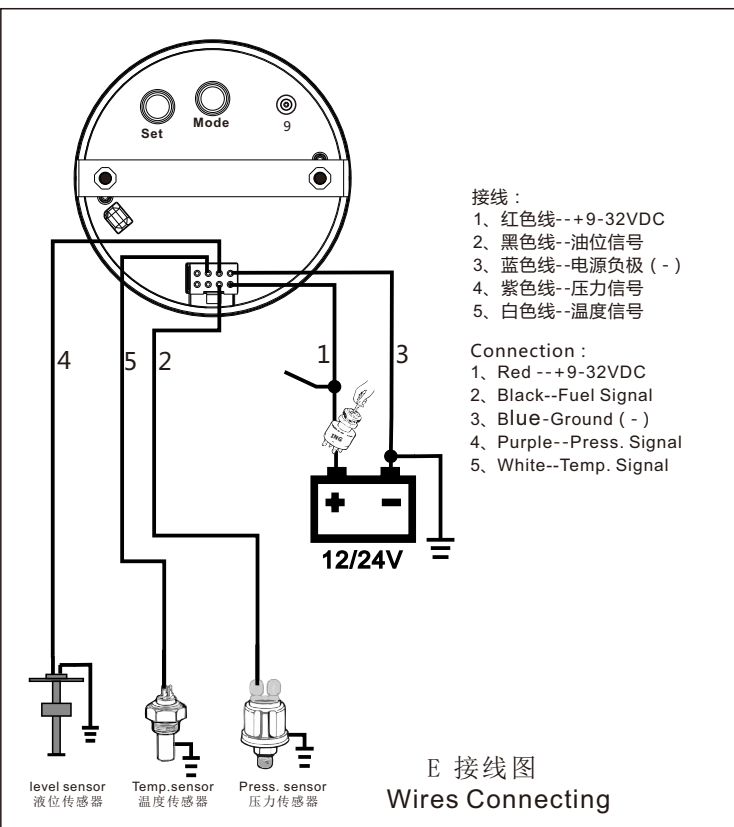 Set
Mode
9
接线：
1、红色线--+9-32VDC
2、黑色线--油位信号
3、蓝色线--电源负极（-）
4、紫色线--压力信号
5、白色线--温度信号
Connection：
1、Red --+9-32VDC
2、Black--Fuel Signal
3、Blue-Ground（-）
4、Purple--Press. Signal
5、White--Temp. Signal
4
5
2
1
3
ING
+
-
12/24V
level sensor
液位传感器
Temp.sensor
温度传感器
Press. sensor
压力传感器
E 接线图
Wires Connecting